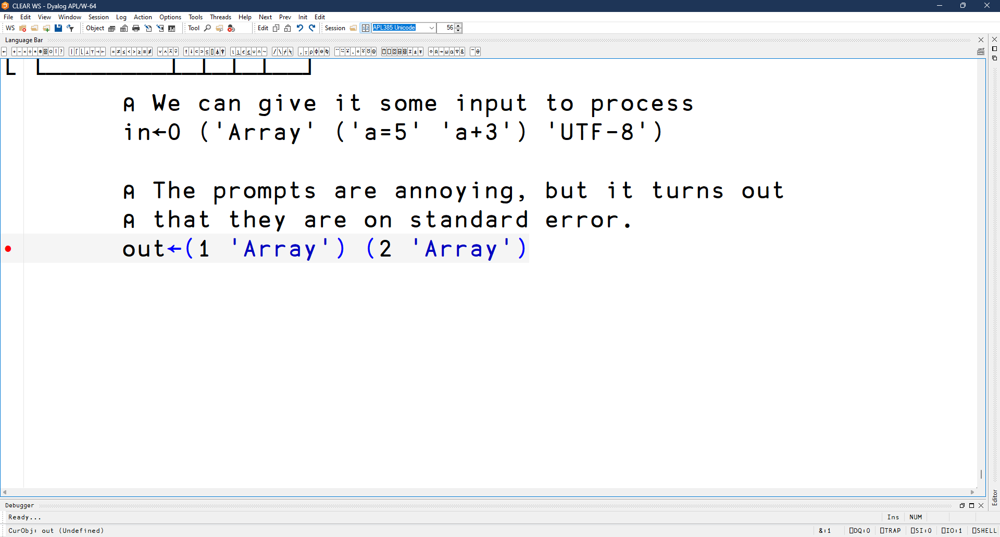 CLEAR WS - Dyalog APL/W-64
File Edit View Window Session Log Action Options Tools Threads Help Next Prev Init Edit
WS Object Tool Edit Session APL385 Unicode 56
Language Bar
⍝ We can give it some input to process
in←0 ('Array' ('a=5' 'a+3') 'UTF-8')
⍝ The prompts are annoying, but it turns out
⍝ that they are on standard error.
out←(1 'Array') (2 'Array')
Editor
Debugger
Ready...
Ins NUM
CurObj: out (Undefined)
&:1 ⎕DQ:0 ⎕TRAP ⎕SI:0 ⎕IO:1 ⎕SHELL